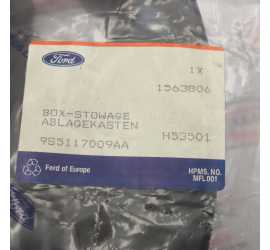 Ford
1X
1563806
BOX-STOWAGE
ABLAGEKASTEN
H53501
9S5117009AA
Ford of Europe
HPMS. NO.
MFL001